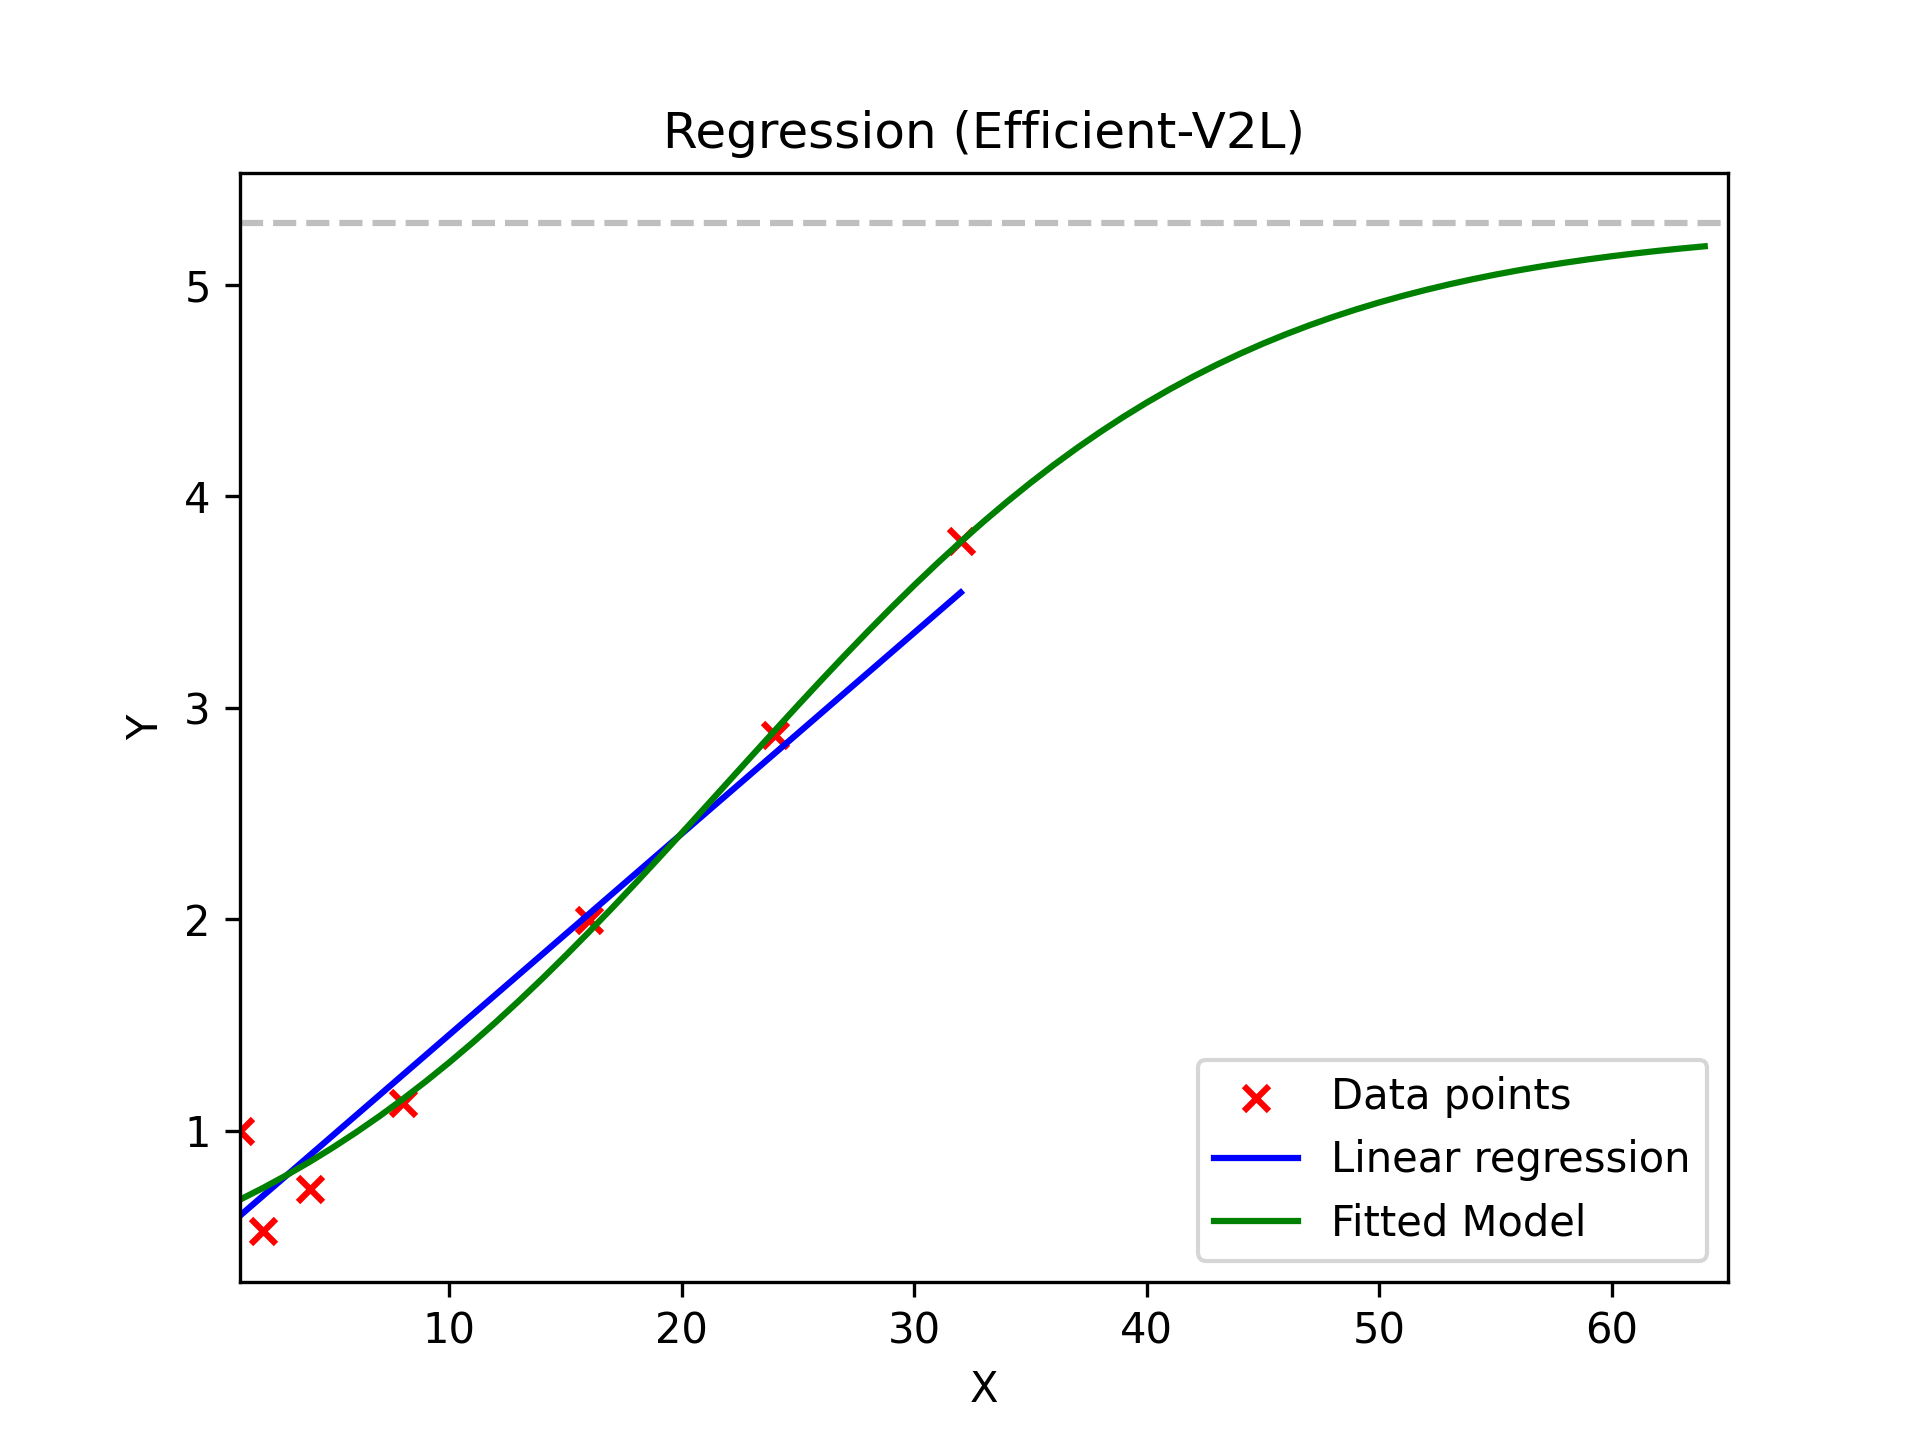 Regression (Efficient-V2L)
5
4
3
2
1
Y
10 20 30 40 50 60
X
Data points
Linear regression
Fitted Model